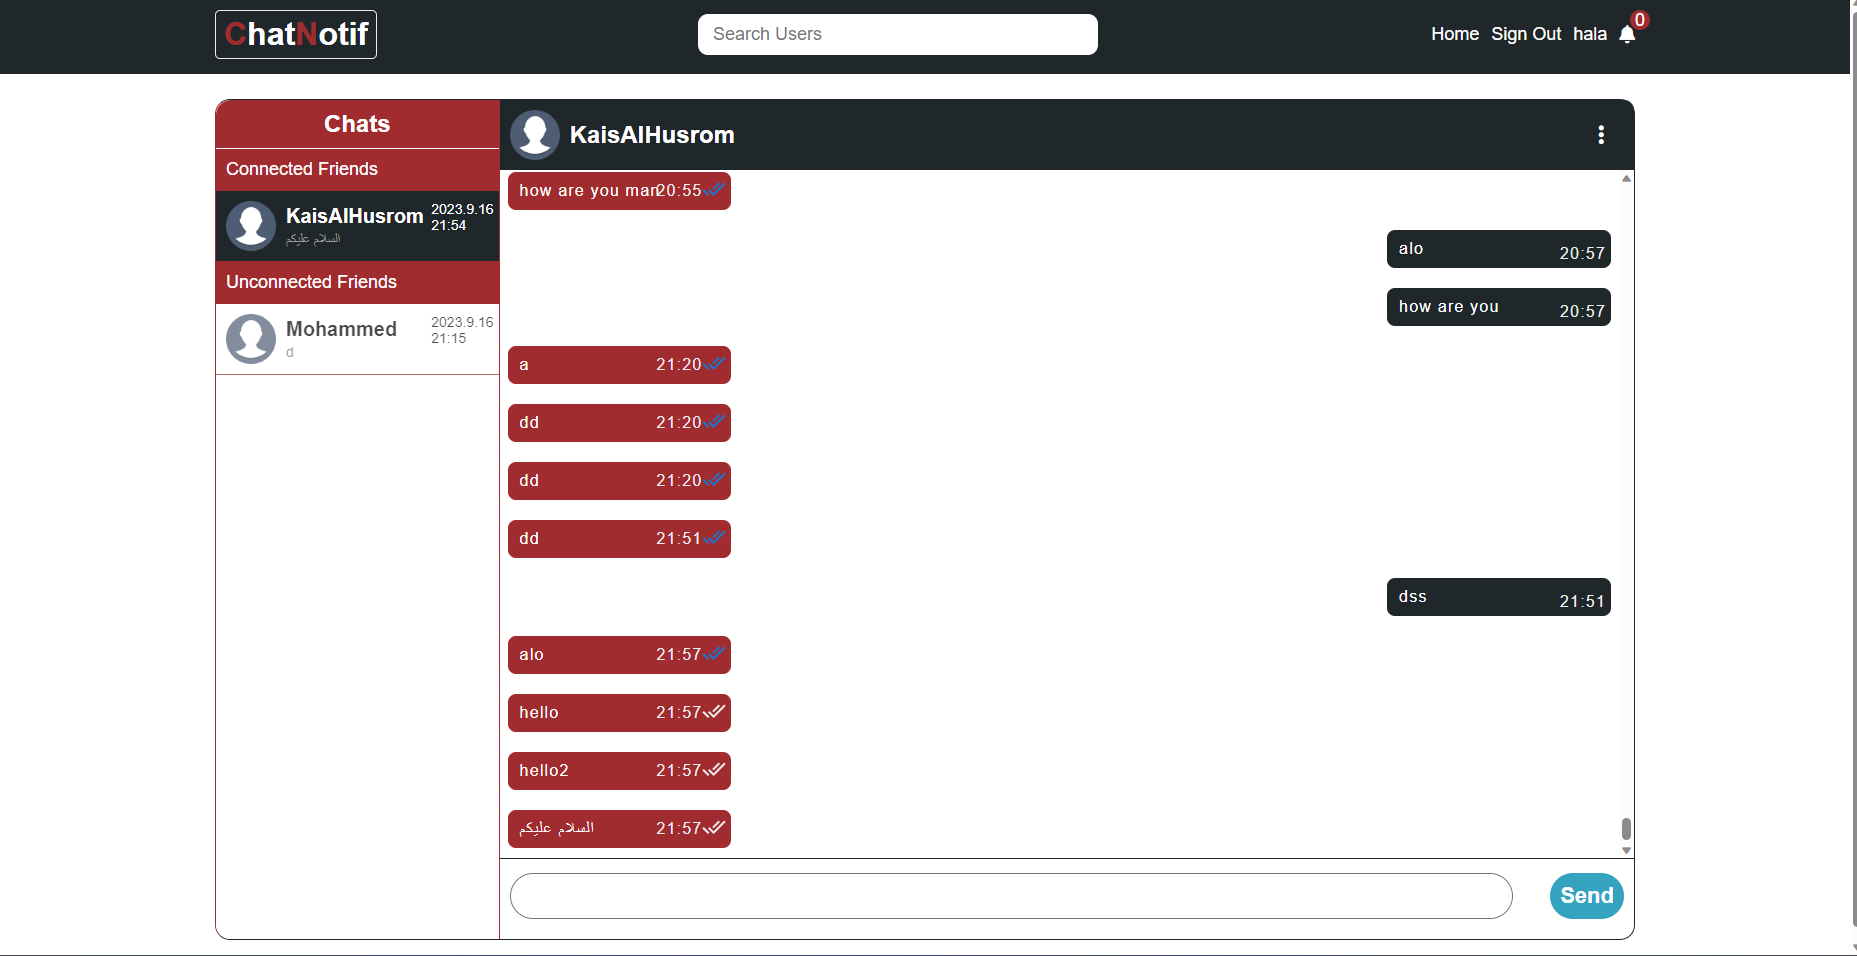 ChatNotif
Search Users
Home Sign Out hala 0
Chats
Connected Friends
KaisAlHusrom 2023.9.16
21:54
السلام عليكم
Unconnected Friends
Mohammed 2023.9.16
21:15
d
KaisAlHusrom
how are you man 20:55
alo 20:57
how are you 20:57
a 21:20
dd 21:20
dd 21:20
dd 21:51
dss 21:51
alo 21:57
hello 21:57
hello2 21:57
السلام عليكم 21:57
Send